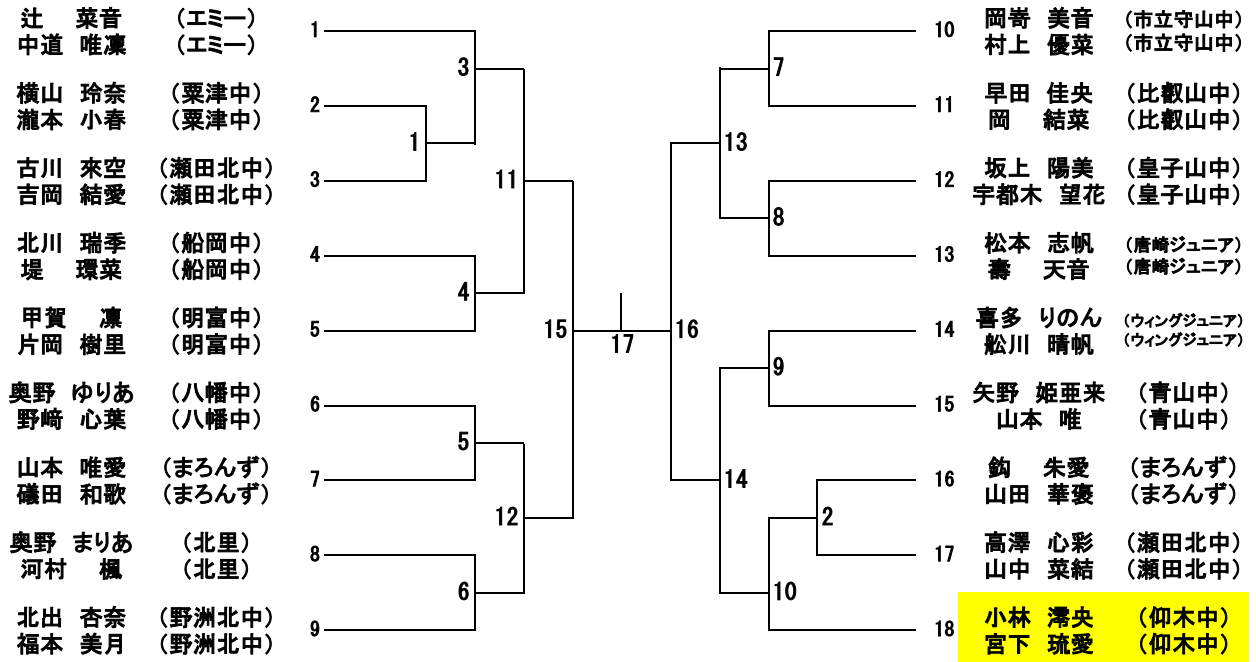 辻 菜音 (エミー)
中道 唯凜 (エミー)
1
横山 玲奈 (粟津中)
瀧本 小春 (粟津中)
2
古川 來空 (瀬田北中)
吉岡 結愛 (瀬田北中)
3
北川 瑞季 (船岡中)
堤 環菜 (船岡中)
4
甲賀 凜 (明富中)
片岡 樹里 (明富中)
5
奥野 ゆりあ (八幡中)
野﨑 心葉 (八幡中)
6
山本 唯愛 (まろんず)
礒田 和歌 (まろんず)
7
奥野 まりあ (北里)
河村 楓 (北里)
8
北出 杏奈 (野洲北中)
福本 美月 (野洲北中)
9
3
1
11
4
15
5
12
6
17
16
7
13
8
9
14
2
10
10
岡嵜 美音 (市立守山中)
村上 優菜 (市立守山中)
11
早田 佳央 (比叡山中)
岡 結菜 (比叡山中)
12
坂上 陽美 (皇子山中)
宇都木 望花 (皇子山中)
13
松本 志帆 (唐崎ジュニア)
壽 天音 (唐崎ジュニア)
14
喜多 りのん (ウィングジュニア)
舩川 晴帆 (ウィングジュニア)
15
矢野 姫亜来 (青山中)
山本 唯 (青山中)
16
鈎 朱愛 (まろんず)
山田 華褒 (まろんず)
17
高澤 心彩 (瀬田北中)
山中 菜結 (瀬田北中)
18
小林 澪央 (仰木中)
宮下 琉愛 (仰木中)